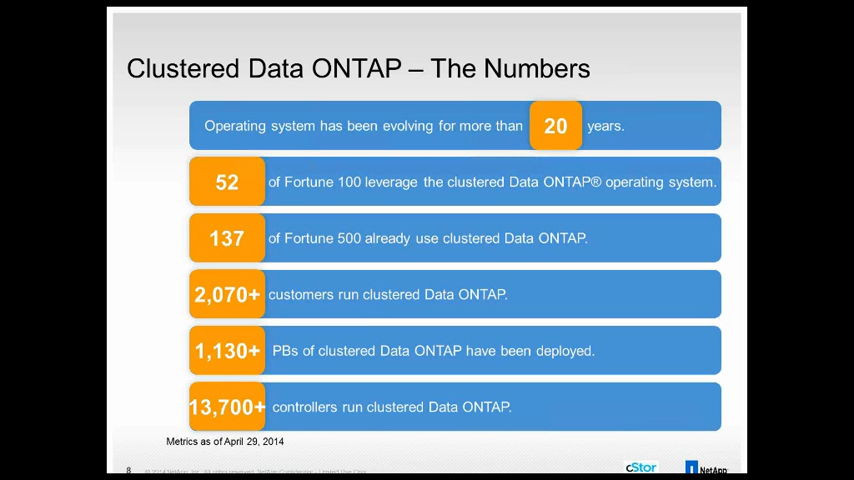 Clustered Data ONTAP – The Numbers
Operating system has been evolving for more than 20 years.
52 of Fortune 100 leverage the clustered Data ONTAP® operating system.
137 of Fortune 500 already use clustered Data ONTAP.
2,070+ customers run clustered Data ONTAP.
1,130+ PBs of clustered Data ONTAP have been deployed.
13,700+ controllers run clustered Data ONTAP.
Metrics as of April 29, 2014
8
cStor
NetApp